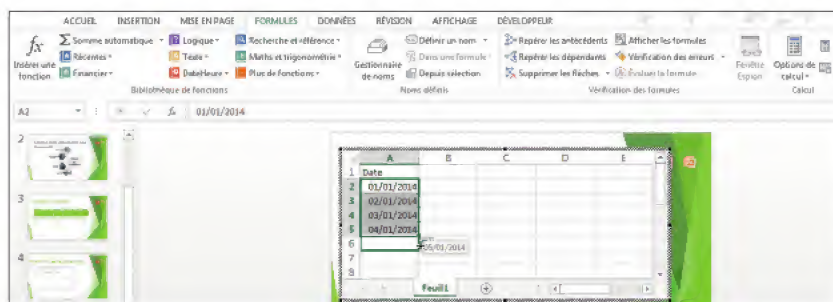 ACCUEIL INSERTION MISE EN PAGE FORMULES DONNÉES RÉVISION AFFICHAGE DÉVELOPPEUR
fx Insérer une fonction
Somme automatique
Récentes
Financier
Logique
Texte
DateHeure
Recherche et référence
Maths et trigonométrie
Plus de fonctions
Bibliothèque de fonctions
Gestionnaire de noms
Définir un nom
Dans une formule
Depuis sélection
Noms définis
Repérer les antécédents
Repérer les dépendants
Supprimer les flèches
Afficher les formules
Vérification des erreurs
Évaluer la formule
Vérification des formules
Fenêtre Espion
Options de calcul
Calcul
A2 fx 01/01/2014
2
3
4
A B C D E
1 Date
2 01/01/2014
3 02/01/2014
4 03/01/2014
5 04/01/2014
6 05/01/2014
7
8
Feuil1